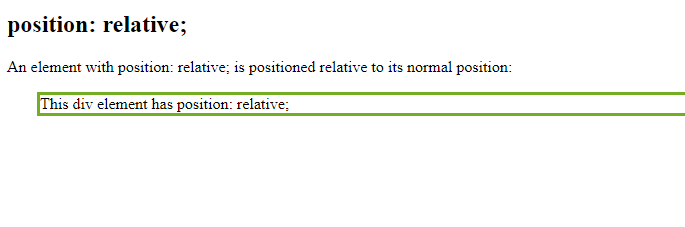 position: relative;
An element with position: relative; is positioned relative to its normal position:
This div element has position: relative;